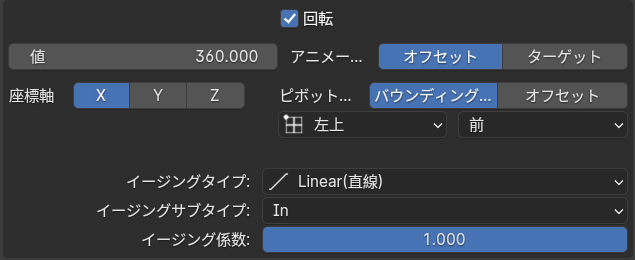 回転
値 360.000 アニメー... オフセット ターゲット
座標軸 X Y Z ピボット... バウンディング... オフセット
左上 前
イージングタイプ: Linear(直線)
イージングサブタイプ: In
イージング係数: 1.000